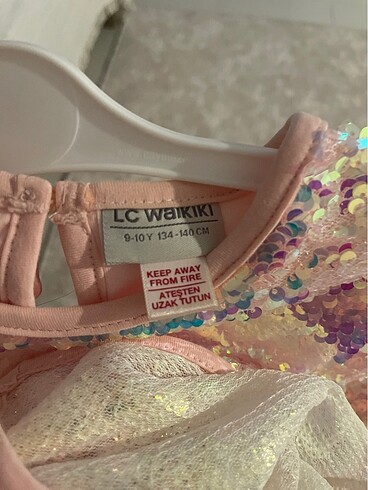 LC WAIKIKI
9-10 Y 134-140 CM
KEEP AWAY
FROM FIRE
ATEŞTEN
UZAK TUTUN